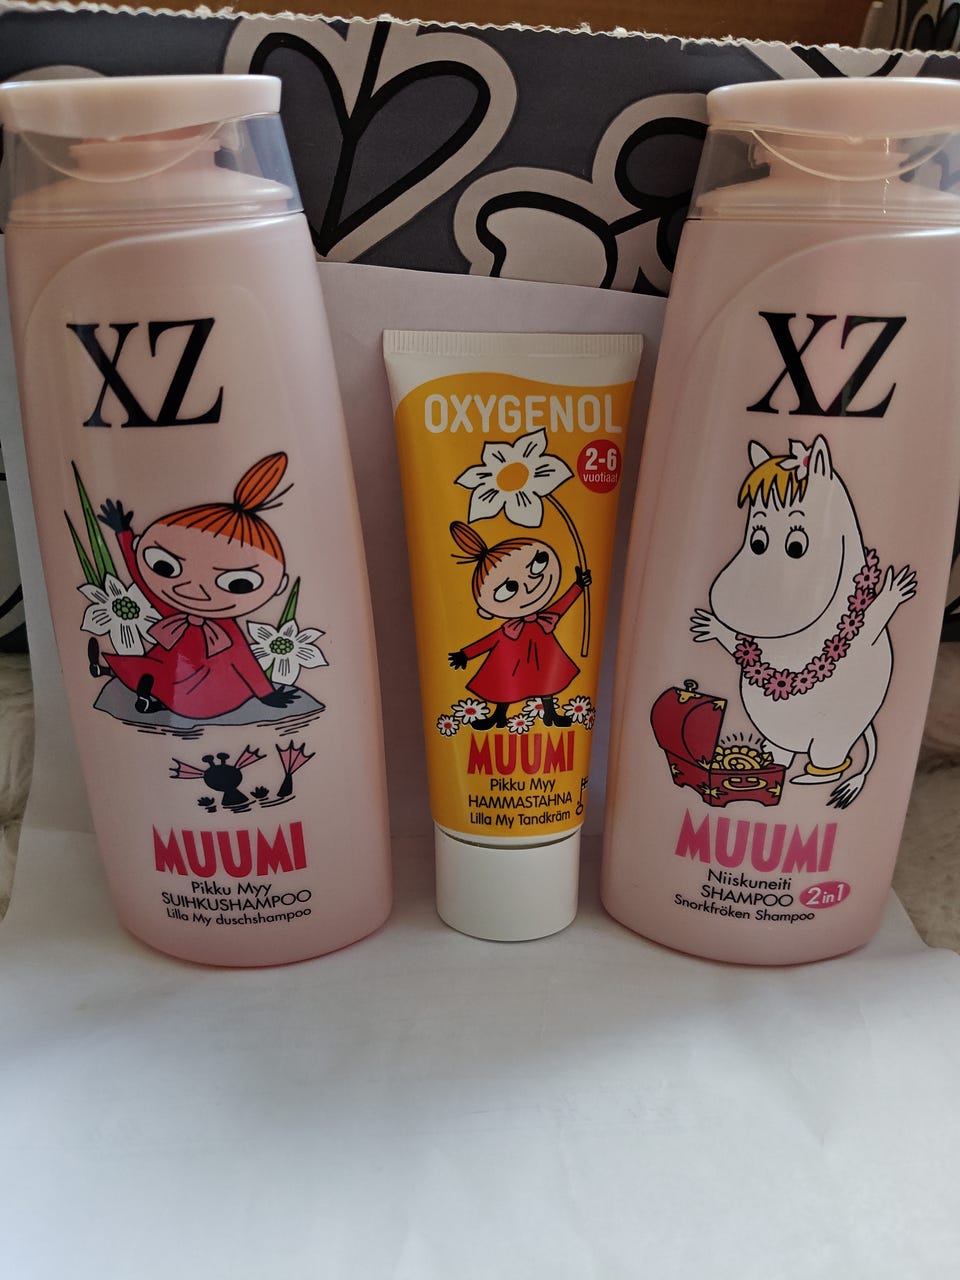 XZ
MUUMI
Pikku Myy
SUIHKUSHAMPOO
Lilla My duschshampoo
OXYGENOL
2-6
vuotiaat
MUUMI
Pikku Myy
HAMMASTAHNA
Lilla My Tandkräm
XZ
MUUMI
Niiskuneiti
SHAMPOO 2in1
Snorkfröken Shampoo